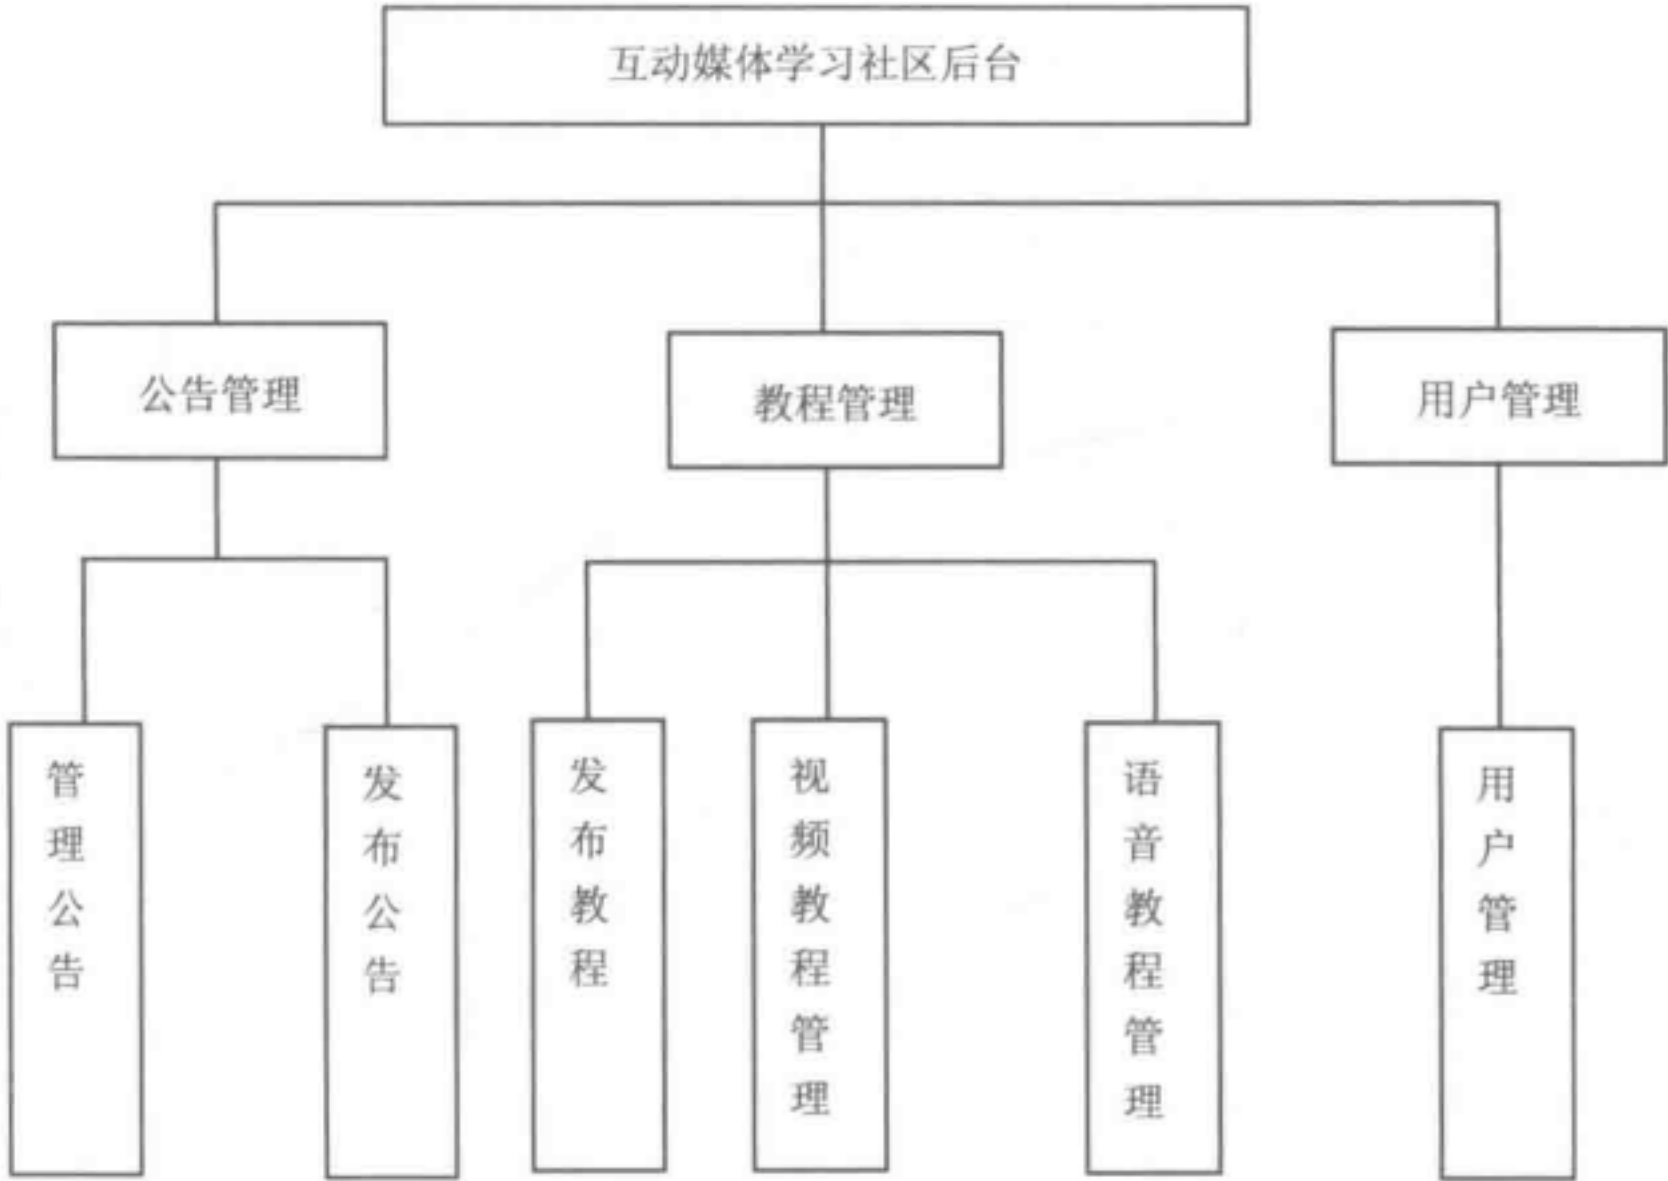 互动媒体学习社区后台
公告管理
教程管理
用户管理
管理公告
发布公告
发布教程
视频教程管理
语音教程管理
用户管理